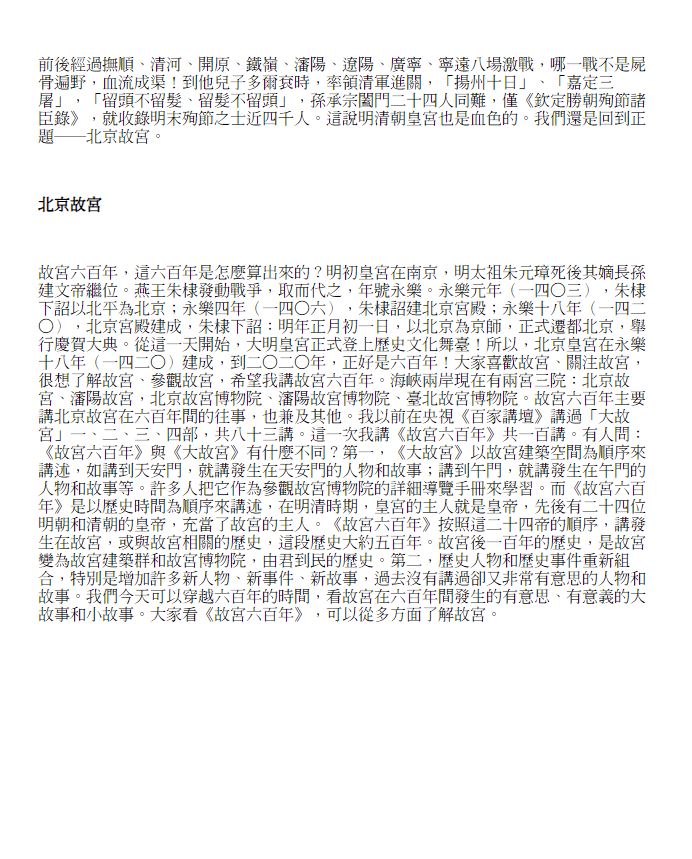 前後經過撫順、清河、開原、鐵嶺、瀋陽、遼陽、廣寧、寧遠八場激戰，哪一戰不是屍
骨遍野，血流成渠！到他兒子多爾袞時，率領清軍進關，「揚州十日」、「嘉定三
屠」，「留頭不留髮、留髮不留頭」，孫承宗闔門二十四人同難，僅《欽定勝朝殉節諸
臣錄》，就收錄明末殉節之士近四千人。這說明清朝皇宮也是血色的。我們還是回到正
題──北京故宮。
北京故宮
故宮六百年，這六百年是怎麼算出來的？明初皇宮在南京，明太祖朱元璋死後其嫡長孫
建文帝繼位。燕王朱棣發動戰爭，取而代之，年號永樂。永樂元年（一四〇三），朱棣
下詔以北平為北京；永樂四年（一四〇六），朱棣詔建北京宮殿；永樂十八年（一四二
〇），北京宮殿建成，朱棣下詔：明年正月初一日，以北京為京師，正式遷都北京，舉
行慶賀大典。從這一天開始，大明皇宮正式登上歷史文化舞臺！所以，北京皇宮在永樂
十八年（一四二〇）建成，到二〇二〇年，正好是六百年！大家喜歡故宮、關注故宮，
很想了解故宮、參觀故宮，希望我講故宮六百年。海峽兩岸現在有兩宮三院：北京故
宮、瀋陽故宮，北京故宮博物院、瀋陽故宮博物院、臺北故宮博物院。故宮六百年主要
講北京故宮在六百年間的往事，也兼及其他。我以前在央視《百家講壇》講過「大故
宮」一、二、三、四部，共八十三講。這一次我講《故宮六百年》共一百講。有人問：
《故宮六百年》與《大故宮》有什麼不同？第一，《大故宮》以故宮建築空間為順序來
講述，如講到天安門，就講發生在天安門的人物和故事；講到午門，就講發生在午門的
人物和故事等。許多人把它作為參觀故宮博物院的詳細導覽手冊來學習。而《故宮六百
年》是以歷史時間為順序來講述，在明清時期，皇宮的主人就是皇帝，先後有二十四位
明朝和清朝的皇帝，充當了故宮的主人。《故宮六百年》按照這二十四帝的順序，講發
生在故宮，或與故宮相關的歷史，這段歷史大約五百年。故宮後一百年的歷史，是故宮
變為故宮建築群和故宮博物院，由君到民的歷史。第二，歷史人物和歷史事件重新組
合，特別是增加許多新人物、新事件、新故事，過去沒有講過卻又非常有意思的人物和
故事。我們今天可以穿越六百年的時間，看故宮在六百年間發生的有意思、有意義的大
故事和小故事。大家看《故宮六百年》，可以從多方面了解故宮。